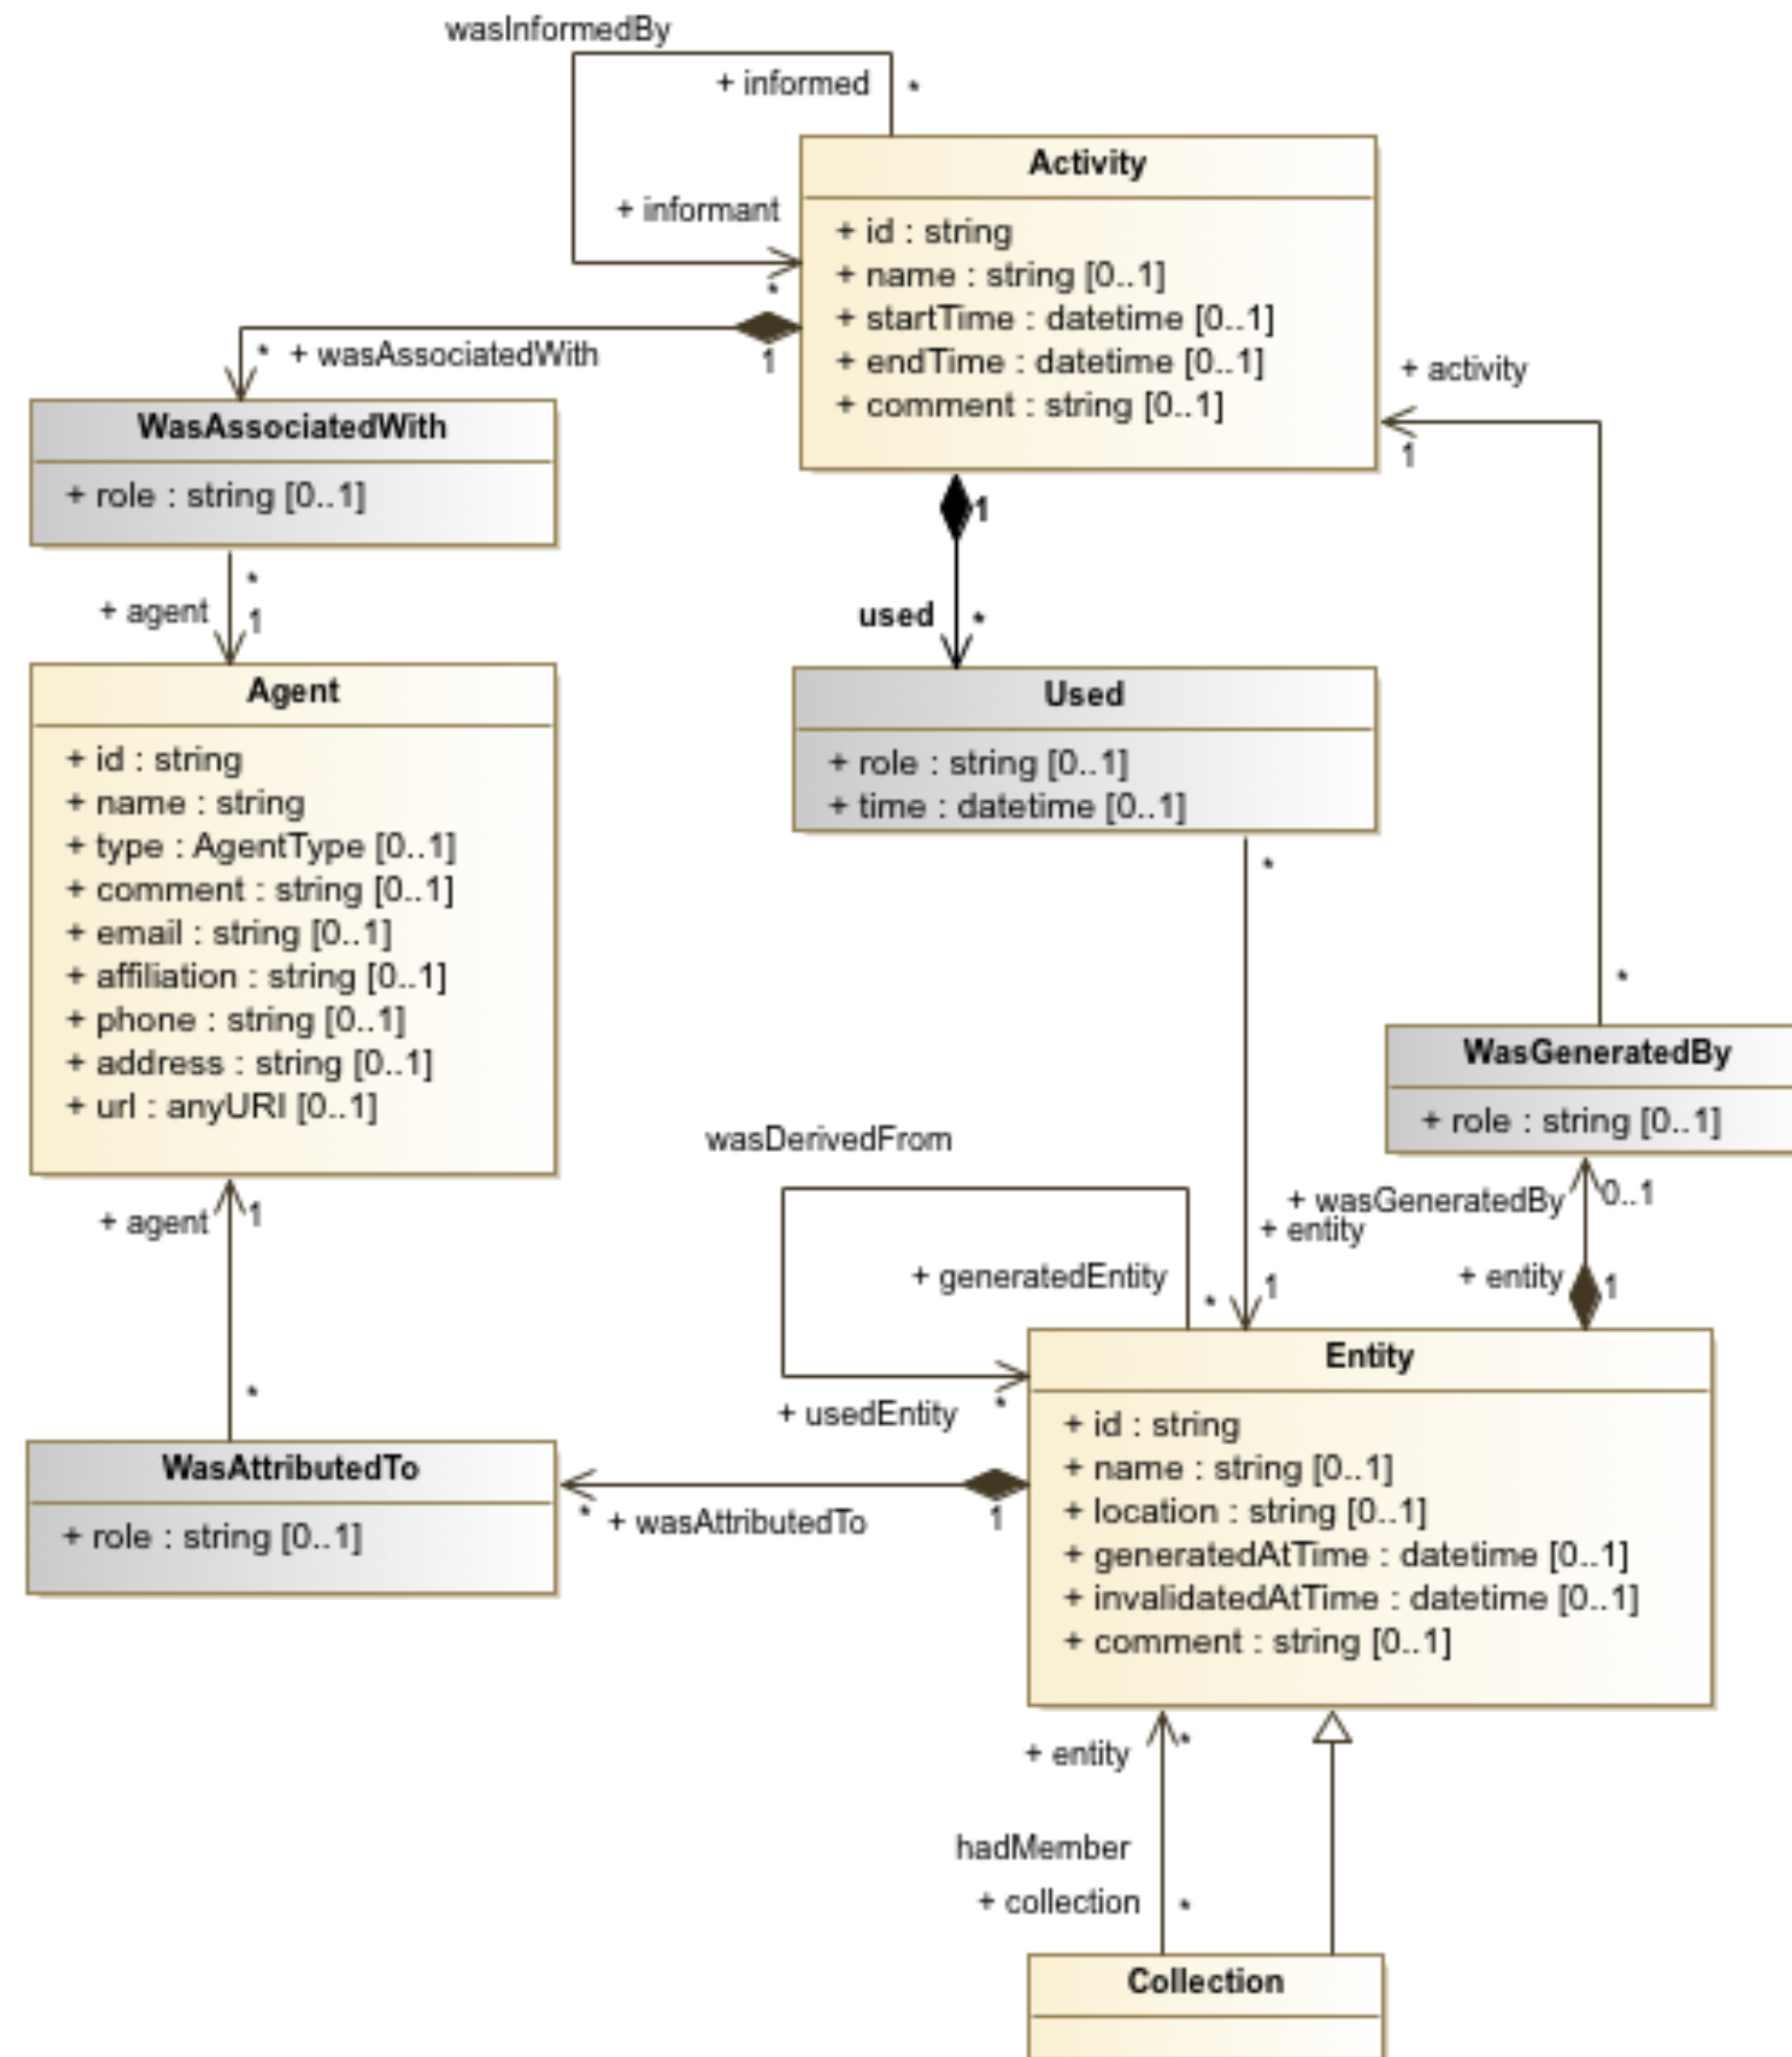 wasInformedBy
+ informed *
+ informant
*
Activity
+ id : string
+ name : string [0..1]
+ startTime : datetime [0..1]
+ endTime : datetime [0..1]
+ comment : string [0..1]
* + wasAssociatedWith
1
+ activity
1
WasAssociatedWith
+ role : string [0..1]
1
used *
*
+ agent 1
Agent
+ id : string
+ name : string
+ type : AgentType [0..1]
+ comment : string [0..1]
+ email : string [0..1]
+ affiliation : string [0..1]
+ phone : string [0..1]
+ address : string [0..1]
+ url : anyURI [0..1]
Used
+ role : string [0..1]
+ time : datetime [0..1]
*
*
WasGeneratedBy
+ role : string [0..1]
wasDerivedFrom
+ wasGeneratedBy 0..1
+ entity
1
+ entity 1
+ generatedEntity *
+ usedEntity *
+ agent 1
*
WasAttributedTo
+ role : string [0..1]
* + wasAttributedTo 1
Entity
+ id : string
+ name : string [0..1]
+ location : string [0..1]
+ generatedAtTime : datetime [0..1]
+ invalidatedAtTime : datetime [0..1]
+ comment : string [0..1]
+ entity *
hadMember
+ collection *
Collection